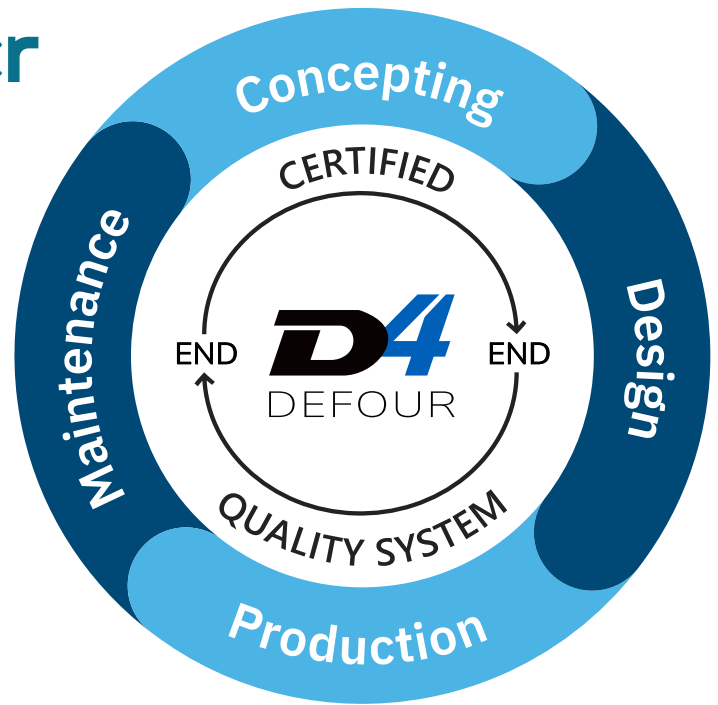 Concepting
CERTIFIED
Maintenance
Design
END
D4
END
DEFOUR
QUALITY SYSTEM
Production